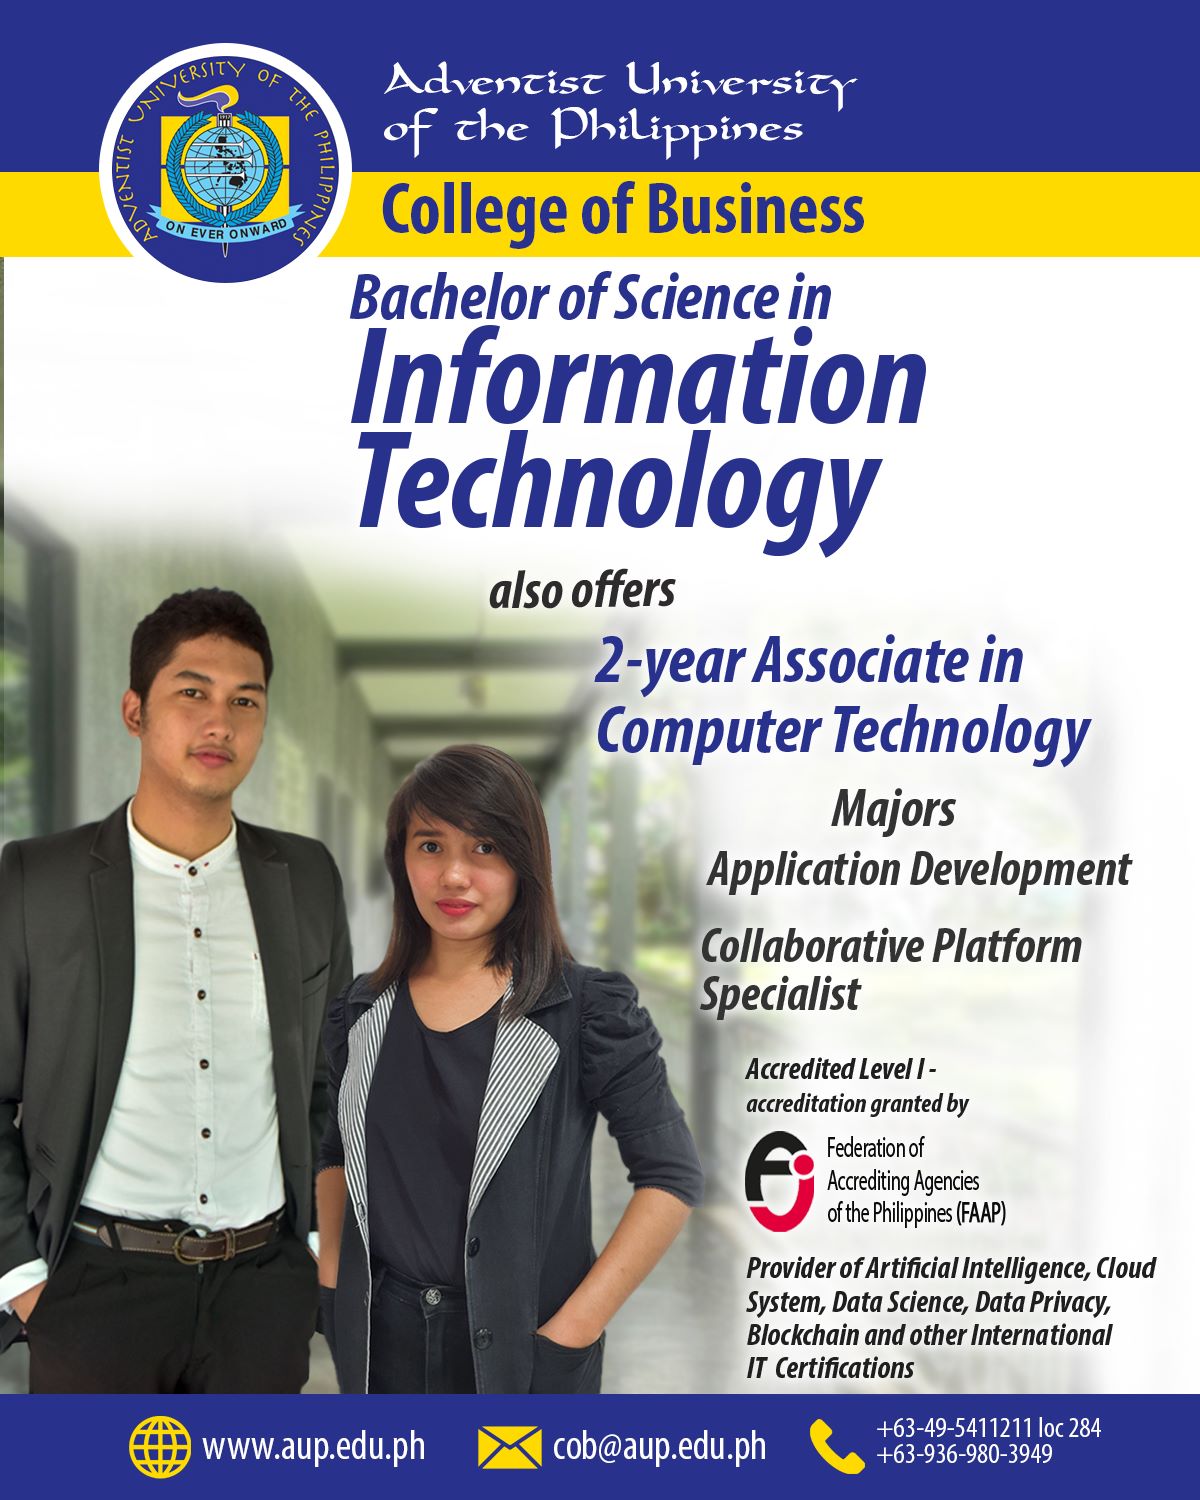 ADVENTIST UNIVERSITY OF THE PHILIPPINES
1917
ON EVER ONWARD
Adventist University
of the Philippines
College of Business
Bachelor of Science in
Information
Technology
also offers
2-year Associate in
Computer Technology
Majors
Application Development
Collaborative Platform
Specialist
Accredited Level I -
accreditation granted by
Federation of
Accrediting Agencies
of the Philippines (FAAP)
Provider of Artificial Intelligence, Cloud
System, Data Science, Data Privacy,
Blockchain and other International
IT Certifications
www.aup.edu.ph
cob@aup.edu.ph
+63-49-5411211 loc 284
+63-936-980-3949